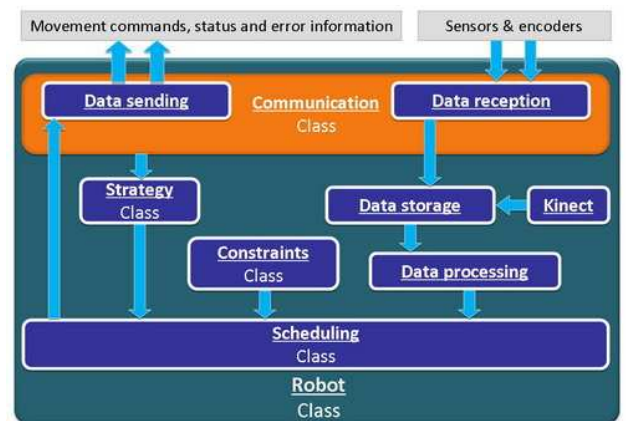 Movement commands, status and error information
Sensors & encoders
Data sending
Communication
Class
Data reception
Strategy
Class
Data storage
Kinect
Constraints
Class
Data processing
Scheduling
Class
Robot
Class